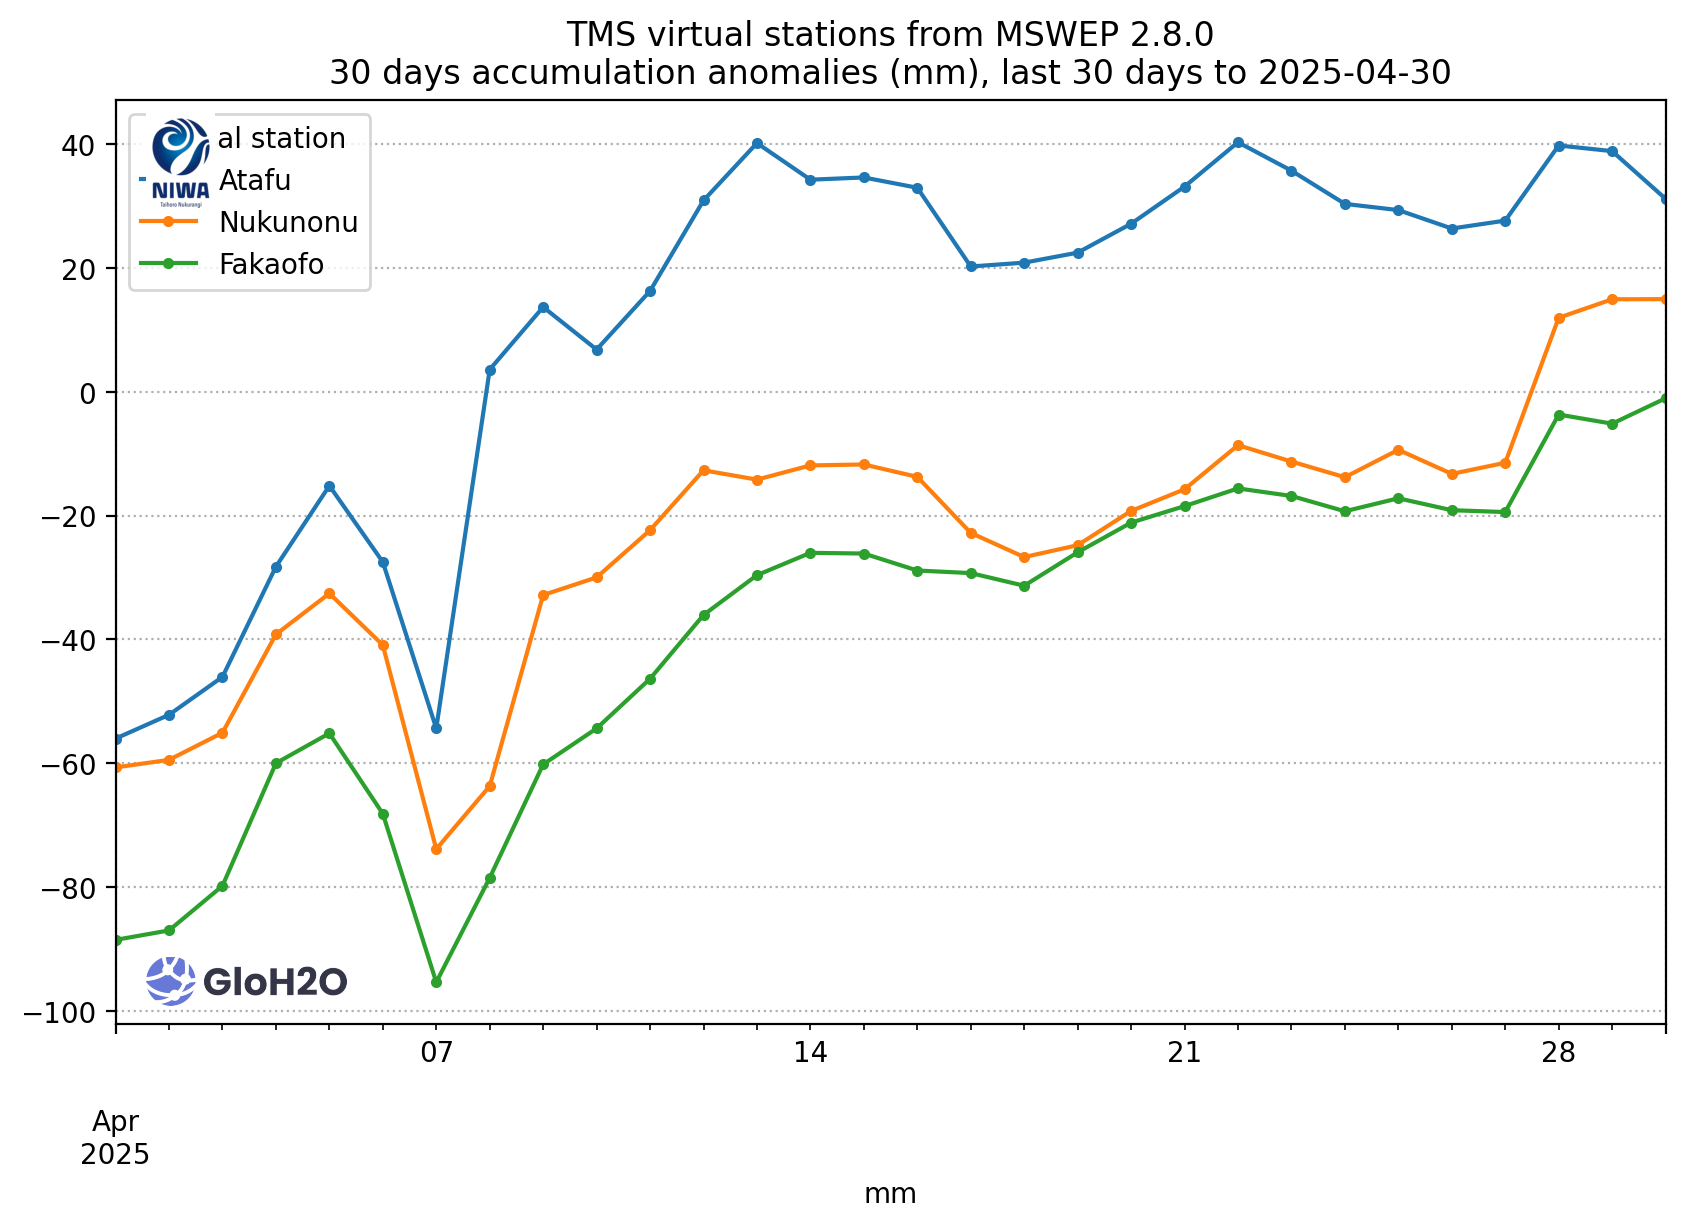 TMS virtual stations from MSWEP 2.8.0
30 days accumulation anomalies (mm), last 30 days to 2025-04-30
al station
Atafu
Nukunonu
Fakaofo
NIWA
Taihoro Nukurangi
40
20
0
−20
−40
−60
−80
−100
GloH2O
07
14
21
28
Apr
2025
mm